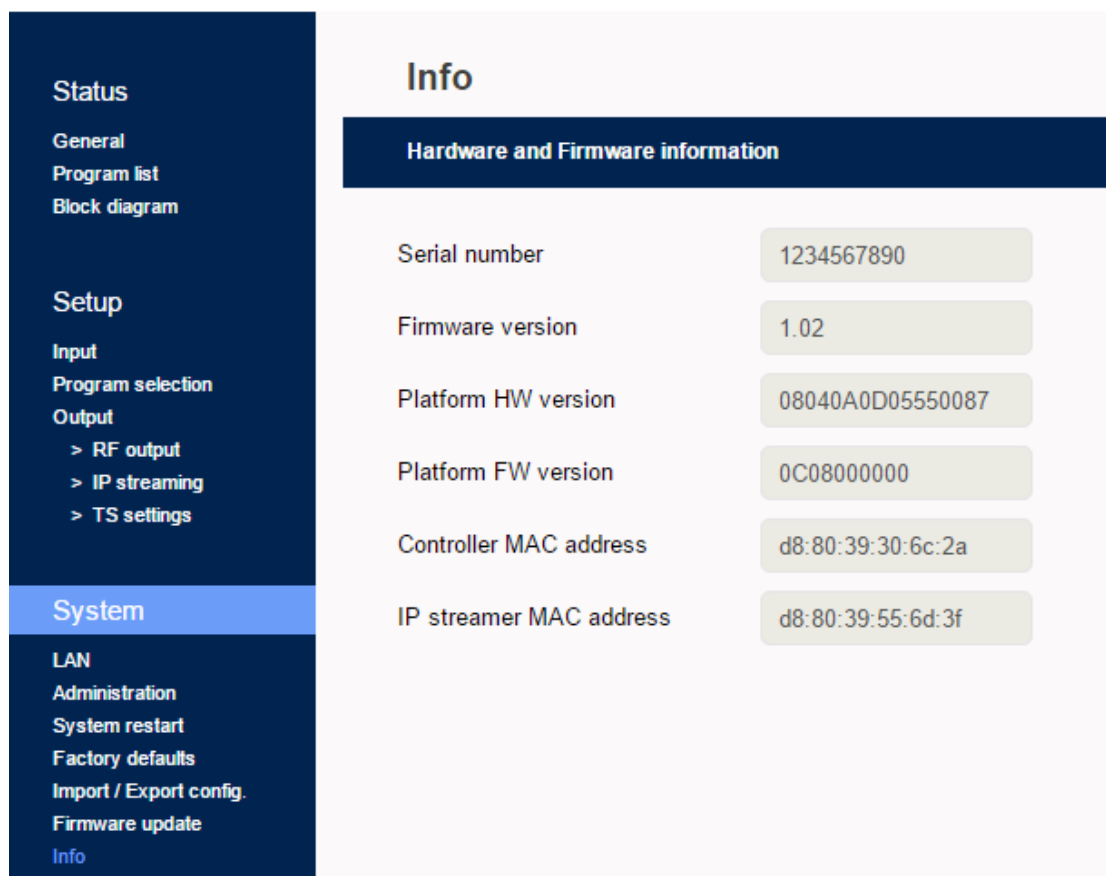 Status
General
Program list
Block diagram
Setup
Input
Program selection
Output
> RF output
> IP streaming
> TS settings
System
LAN
Administration
System restart
Factory defaults
Import / Export config.
Firmware update
Info
Info
Hardware and Firmware information
Serial number 1234567890
Firmware version 1.02
Platform HW version 08040A0D05550087
Platform FW version 0C08000000
Controller MAC address d8:80:39:30:6c:2a
IP streamer MAC address d8:80:39:55:6d:3f